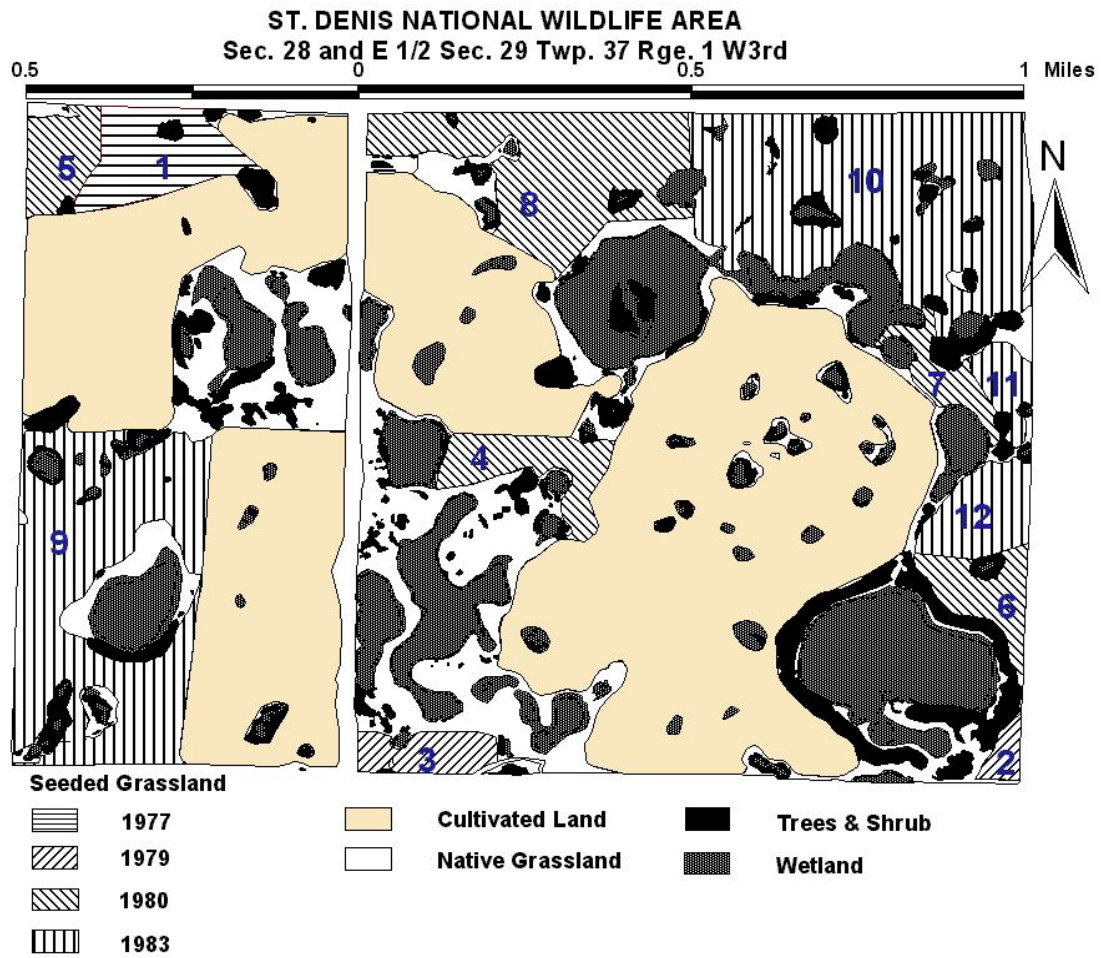 ST. DENIS NATIONAL WILDLIFE AREA
Sec. 28 and E 1/2 Sec. 29 Twp. 37 Rge. 1 W3rd
0.5 0 0.5 1 Miles
N
5 1 8 10
7 11
4
9 12
6
3 2
Seeded Grassland
1977 Cultivated Land Trees & Shrub
1979 Native Grassland Wetland
1980
1983